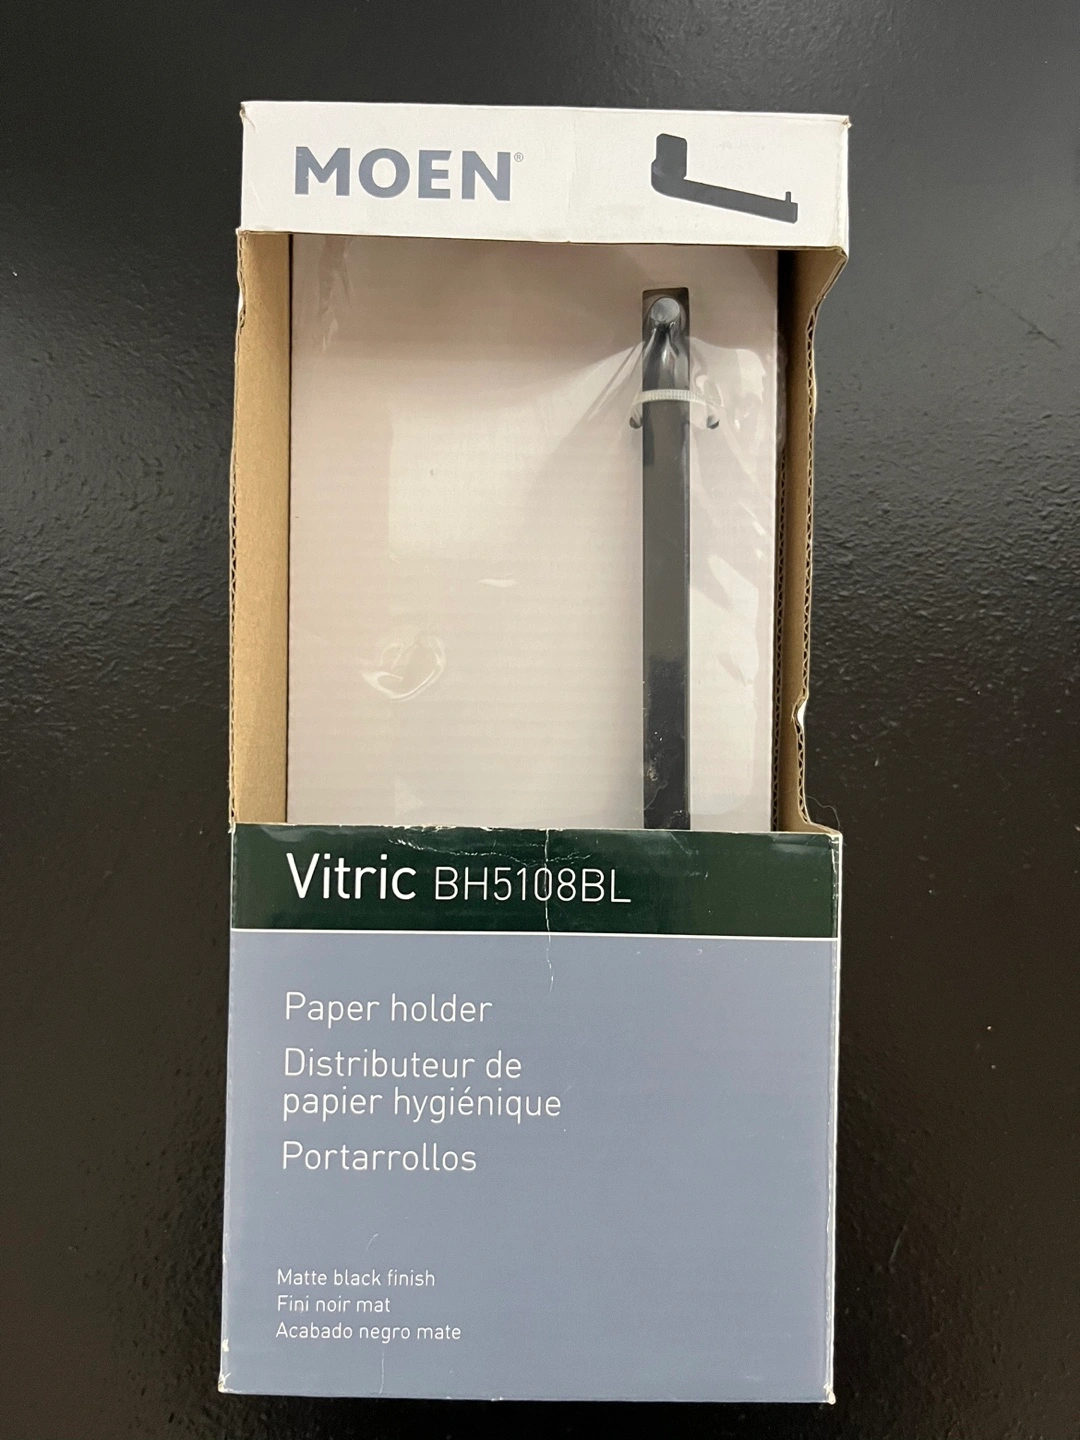 MOEN®
Vitric BH5108BL
Paper holder
Distributeur de
papier hygiénique
Portarrollos
Matte black finish
Fini noir mat
Acabado negro mate